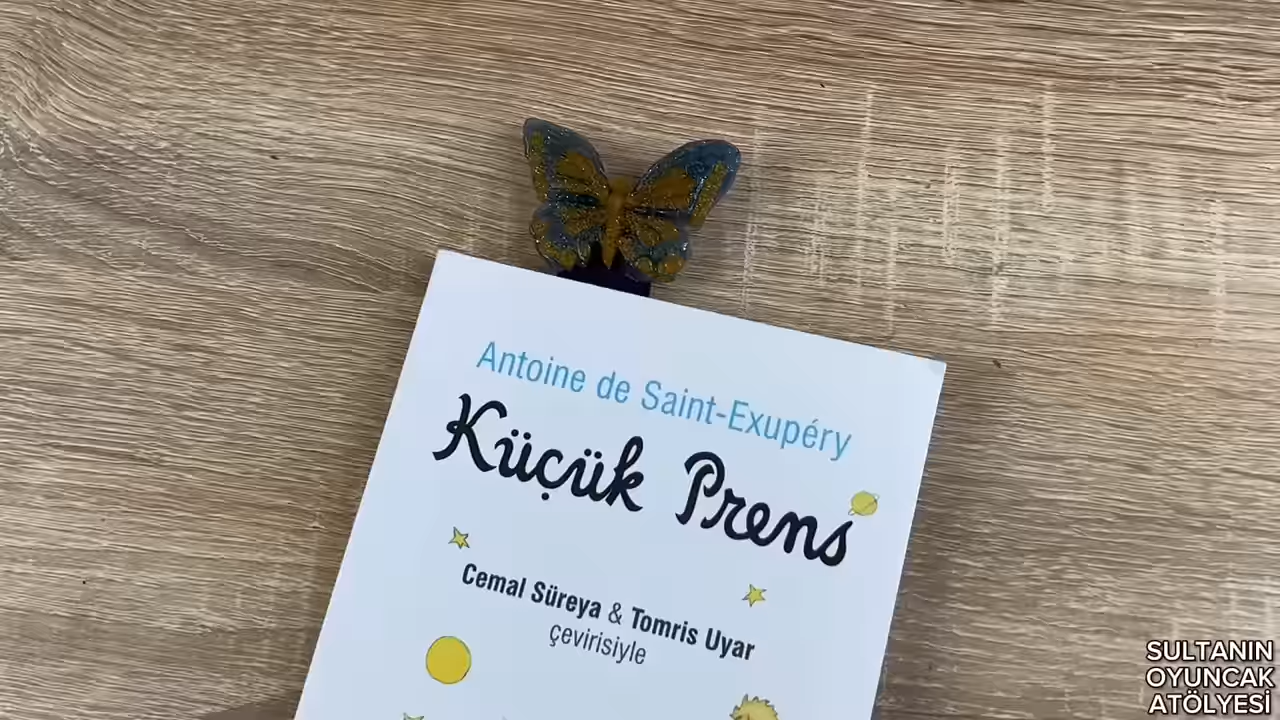 Antoine de Saint-Exupéry
Küçük Prens
Cemal Süreya & Tomris Uyar
çevirisiyle
SULTANIN
OYUNCAK
ATÖLYESİ